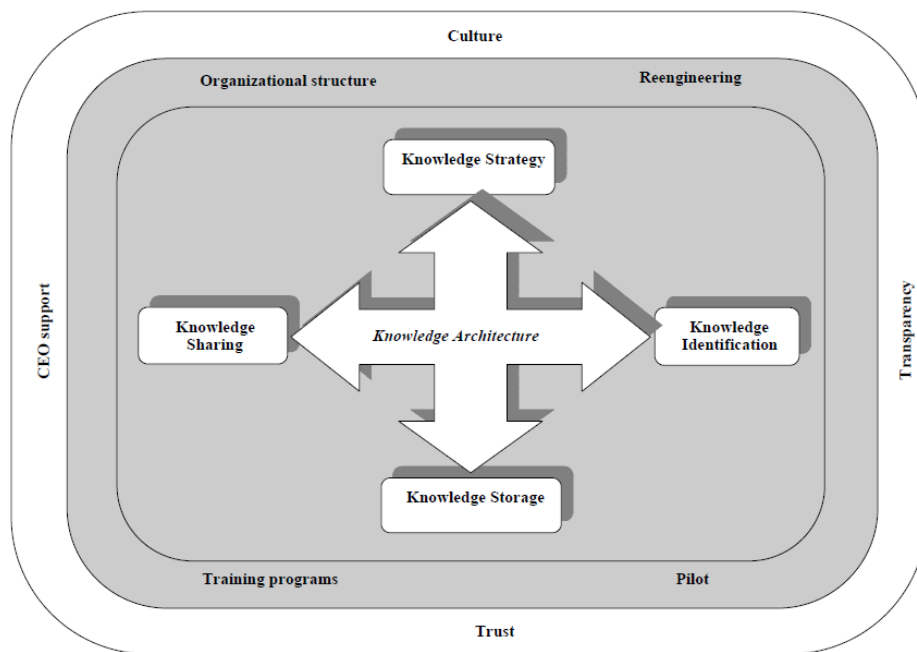 Culture
Organizational structure
Reengineering
Knowledge Strategy
CEO support
Knowledge
Sharing
Knowledge Architecture
Knowledge
Identification
Transparency
Knowledge Storage
Training programs
Pilot
Trust